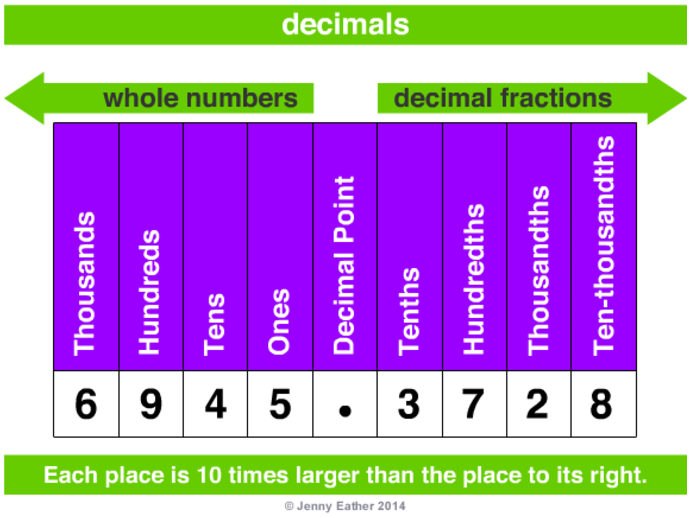 decimals
whole numbers decimal fractions
Thousands Hundreds Tens Ones Decimal Point Tenths Hundredths Thousandths Ten-thousandths
6 9 4 5 . 3 7 2 8
Each place is 10 times larger than the place to its right.
© Jenny Eather 2014